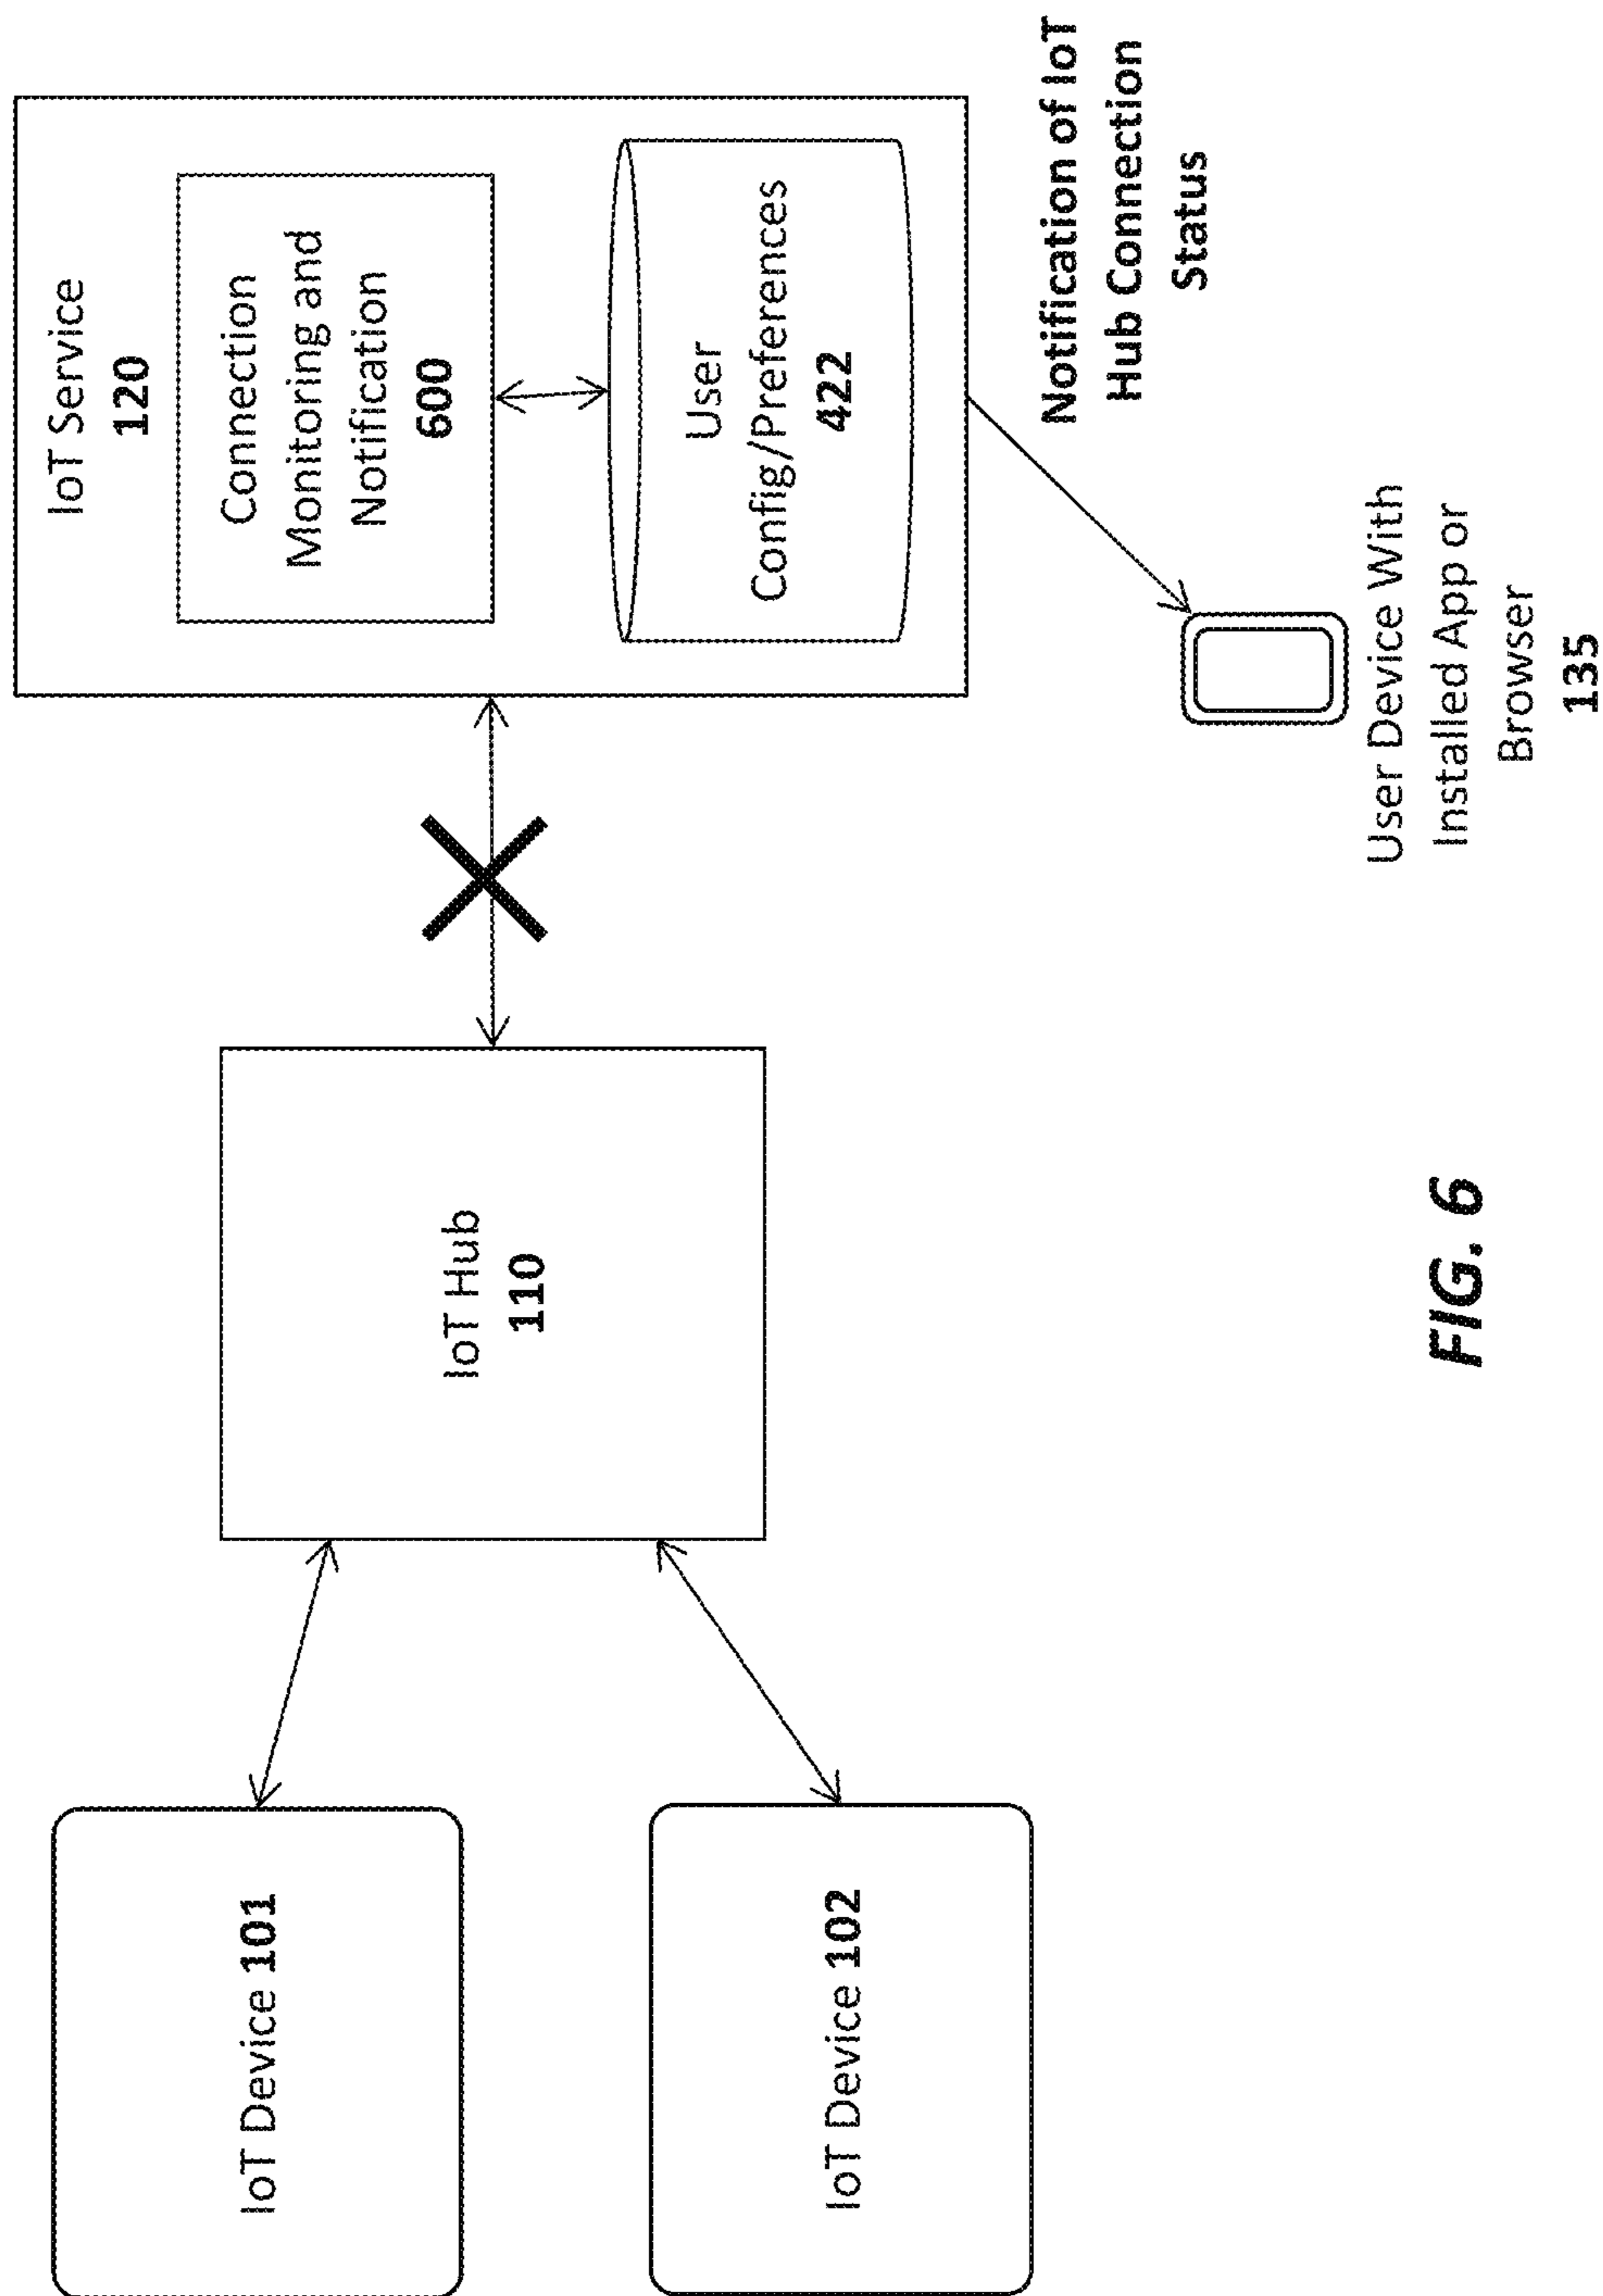 IoT Device 101
IoT Device 102
IoT Hub
110
IoT Service
120
Connection
Monitoring and
Notification
600
User
Config/Preferences
422
Notification of IoT
Hub Connection
Status
User Device With
Installed App or
Browser
135
FIG. 6